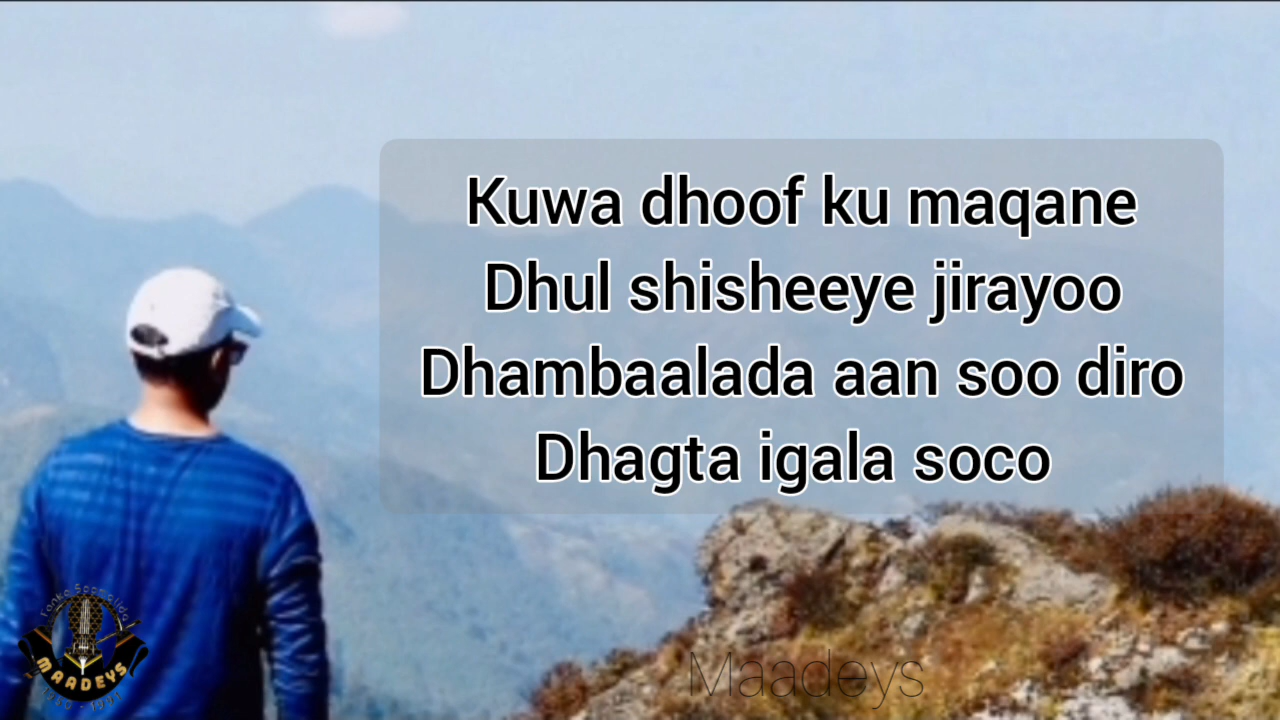 Kuwa dhoof ku maqane
Dhul shisheeye jirayoo
Dhambaalada aan soo diro
Dhagta igala soco
MAADEYS
Maadeys